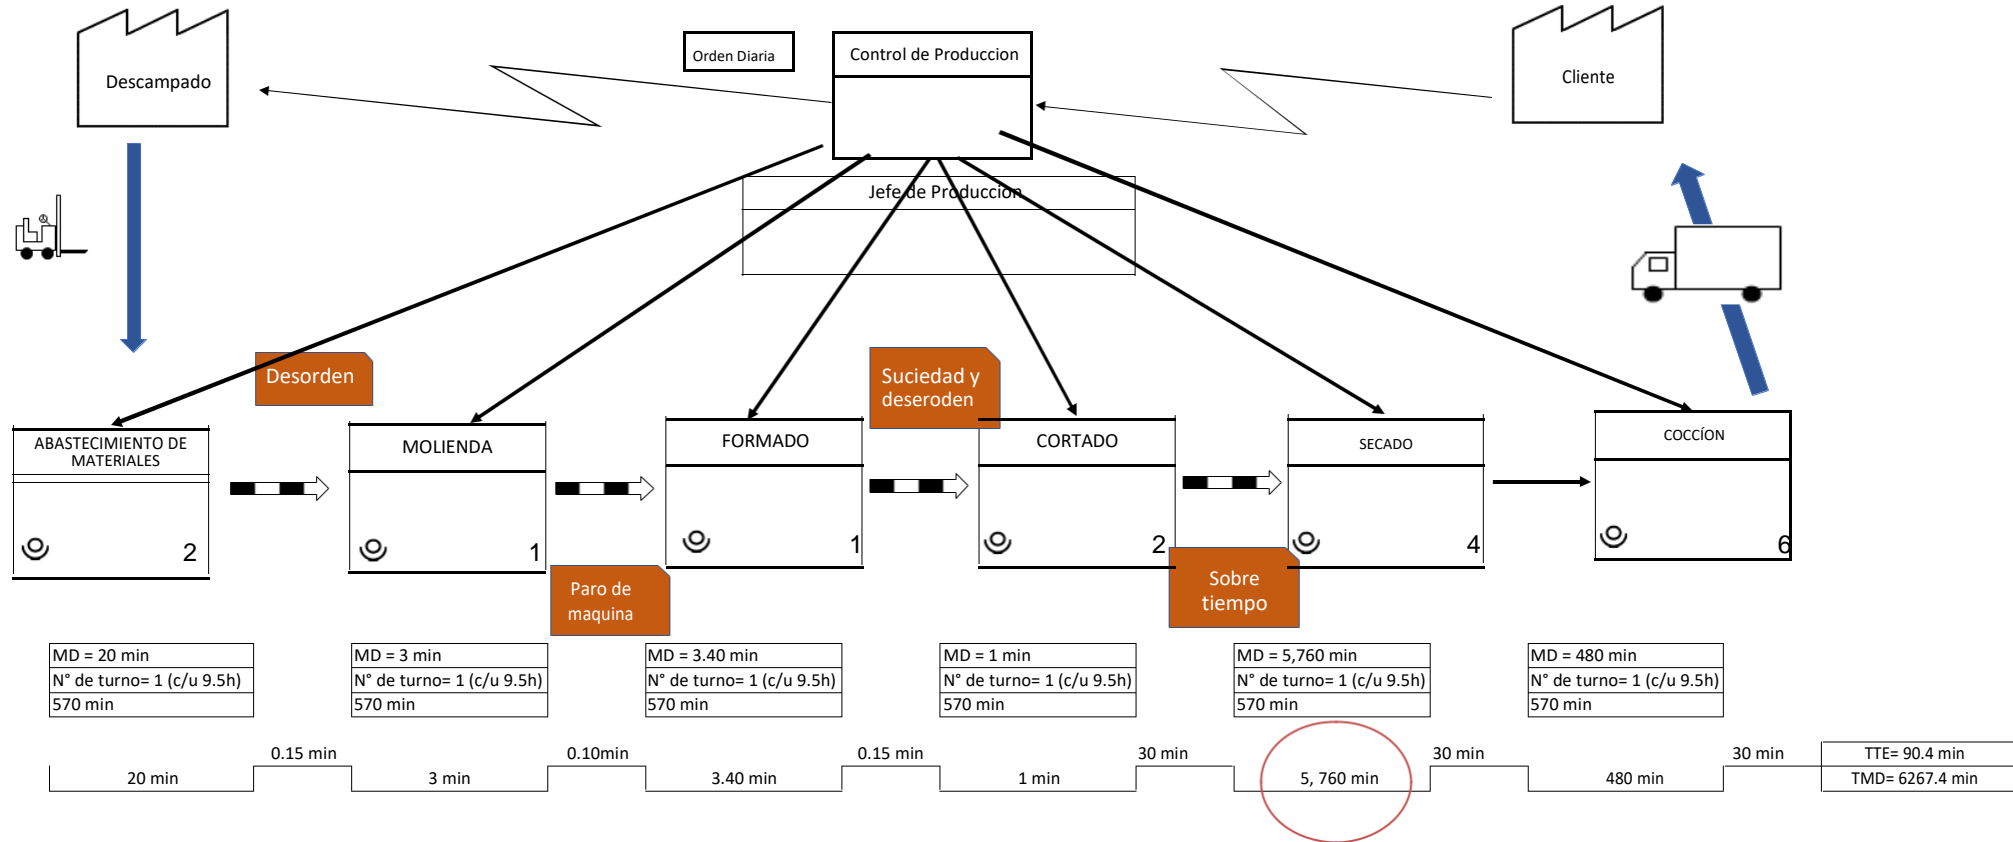 Descampado
Orden Diaria
Control de Produccion
Cliente
Jefe de Produccion
Desorden
Suciedad y
deseroden
ABASTECIMIENTO DE
MATERIALES
MOLIENDA
FORMADO
CORTADO
SECADO
COCCÍON
2
1
1
2
4
6
Paro de
maquina
Sobre
tiempo
MD = 20 min
N° de turno= 1 (c/u 9.5h)
570 min
MD = 3 min
N° de turno= 1 (c/u 9.5h)
570 min
MD = 3.40 min
N° de turno= 1 (c/u 9.5h)
570 min
MD = 1 min
N° de turno= 1 (c/u 9.5h)
570 min
MD = 5,760 min
N° de turno= 1 (c/u 9.5h)
570 min
MD = 480 min
N° de turno= 1 (c/u 9.5h)
570 min
0.15 min
0.10min
0.15 min
30 min
30 min
30 min
TTE= 90.4 min
20 min
3 min
3.40 min
1 min
5, 760 min
480 min
TMD= 6267.4 min